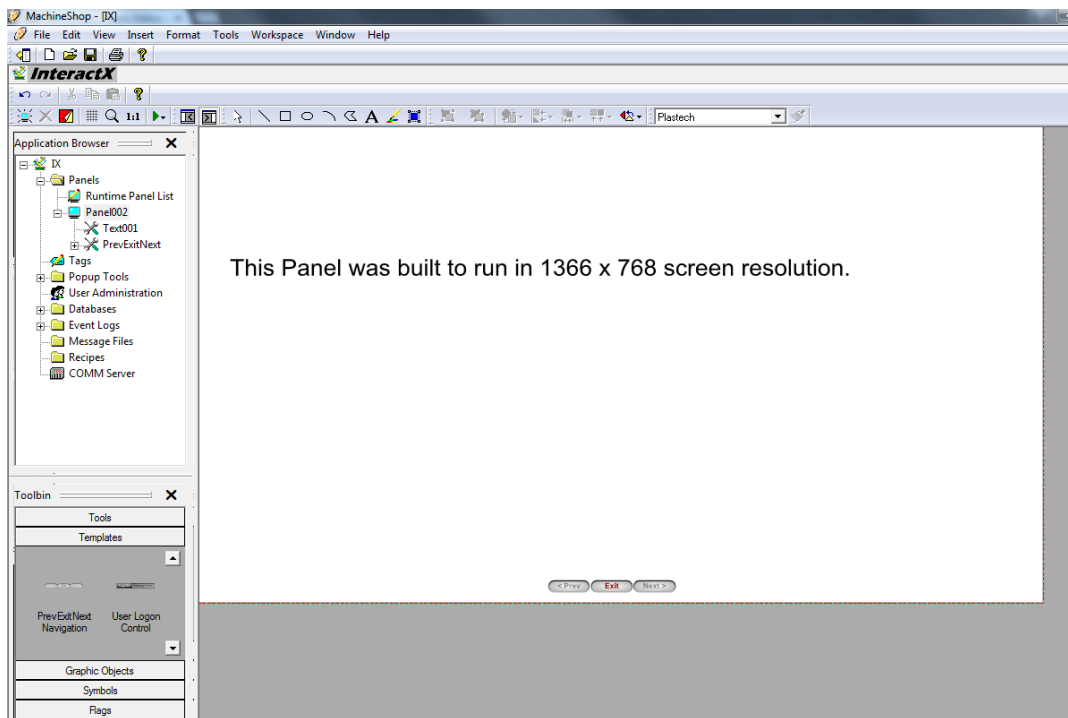 MachineShop - [IX]
File Edit View Insert Format Tools Workspace Window Help
InteractX
1:1 A Plastech
Application Browser
IX
Panels
Runtime Panel List
Panel002
Text001
PrevExitNext
Tags
Popup Tools
User Administration
Databases
Event Logs
Message Files
Recipes
COMM Server
This Panel was built to run in 1366 x 768 screen resolution.
< Prev Exit Next >
Toolbin
Tools
Templates
PrevExitNext User Logon
Navigation Control
Graphic Objects
Symbols
Flags